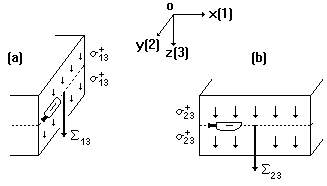 o
x(1)
y(2)
z(3)
(a)
σ⁺₁₃
σ⁺₁₃
Σ₁₃
(b)
σ⁺₂₃
σ⁺₂₃
Σ₂₃